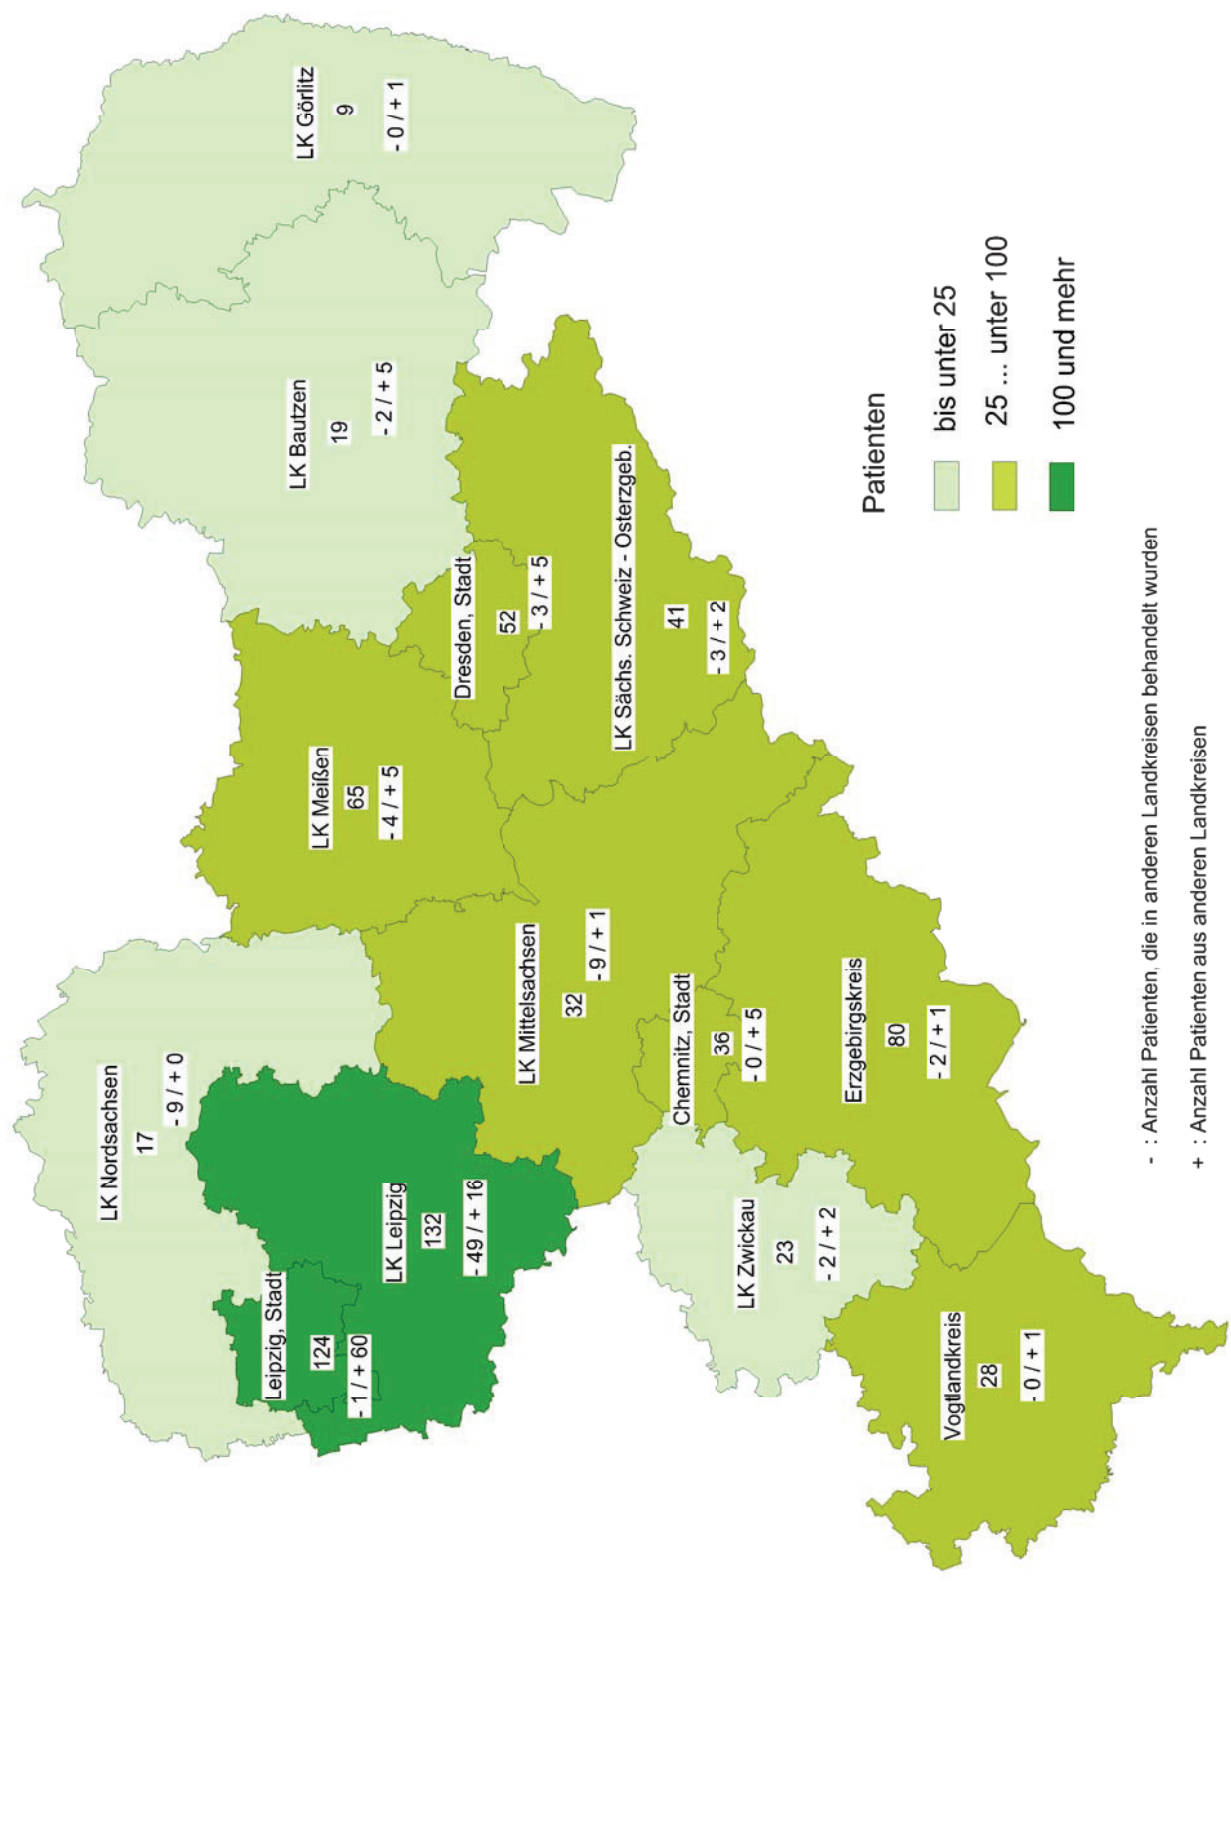 LK Nordsachsen
17
- 9 / + 0
Leipzig, Stadt
124
- 1 / + 60
LK Leipzig
132
-49 / + 16
LK Meißen
65
- 4 / + 5
LK Bautzen
19
- 2 / + 5
LK Görlitz
9
- 0 / + 1
Dresden, Stadt
52
- 3 / + 5
LK Mittelsachsen
32
- 9 / + 1
LK Sächs. Schweiz - Osterzgeb.
41
- 3 / + 2
Chemnitz, Stadt
36
- 0 / + 5
LK Zwickau
23
- 2 / + 2
Erzgebirgskreis
80
- 2 / + 1
Vogtlandkreis
28
- 0 / + 1
Patienten
bis unter 25
25 ... unter 100
100 und mehr
- : Anzahl Patienten, die in anderen Landkreisen behandelt wurden
+ : Anzahl Patienten aus anderen Landkreisen